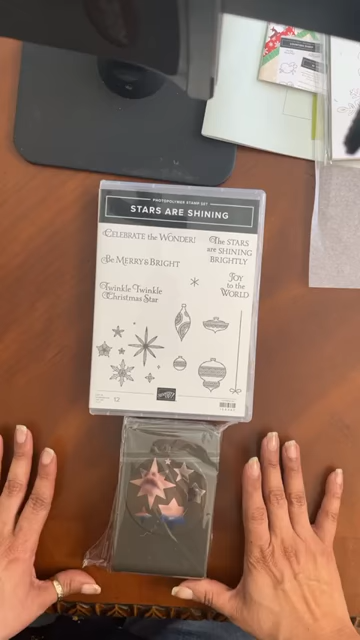 PHOTOPOLYMER STAMP SET
STARS ARE SHINING
CELEBRATE the WONDER!
The STARS
are SHINING
BRIGHTLY
Be MERRY & BRIGHT
JOY
to the
WORLD
Twinkle Twinkle
Christmas Star
12